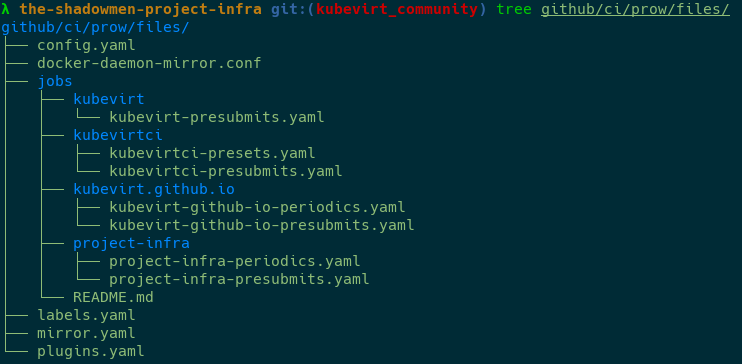 λ the-shadowmen-project-infra git:(kubevirt_community) tree github/ci/prow/files/
github/ci/prow/files/
├── config.yaml
├── docker-daemon-mirror.conf
├── jobs
│   ├── kubevirt
│   │   └── kubevirt-presubmits.yaml
│   ├── kubevirtci
│   │   ├── kubevirtci-presets.yaml
│   │   └── kubevirtci-presubmits.yaml
│   ├── kubevirt.github.io
│   │   ├── kubevirt-github-io-periodics.yaml
│   │   └── kubevirt-github-io-presubmits.yaml
│   ├── project-infra
│   │   ├── project-infra-periodics.yaml
│   │   └── project-infra-presubmits.yaml
│   └── README.md
├── labels.yaml
├── mirror.yaml
└── plugins.yaml